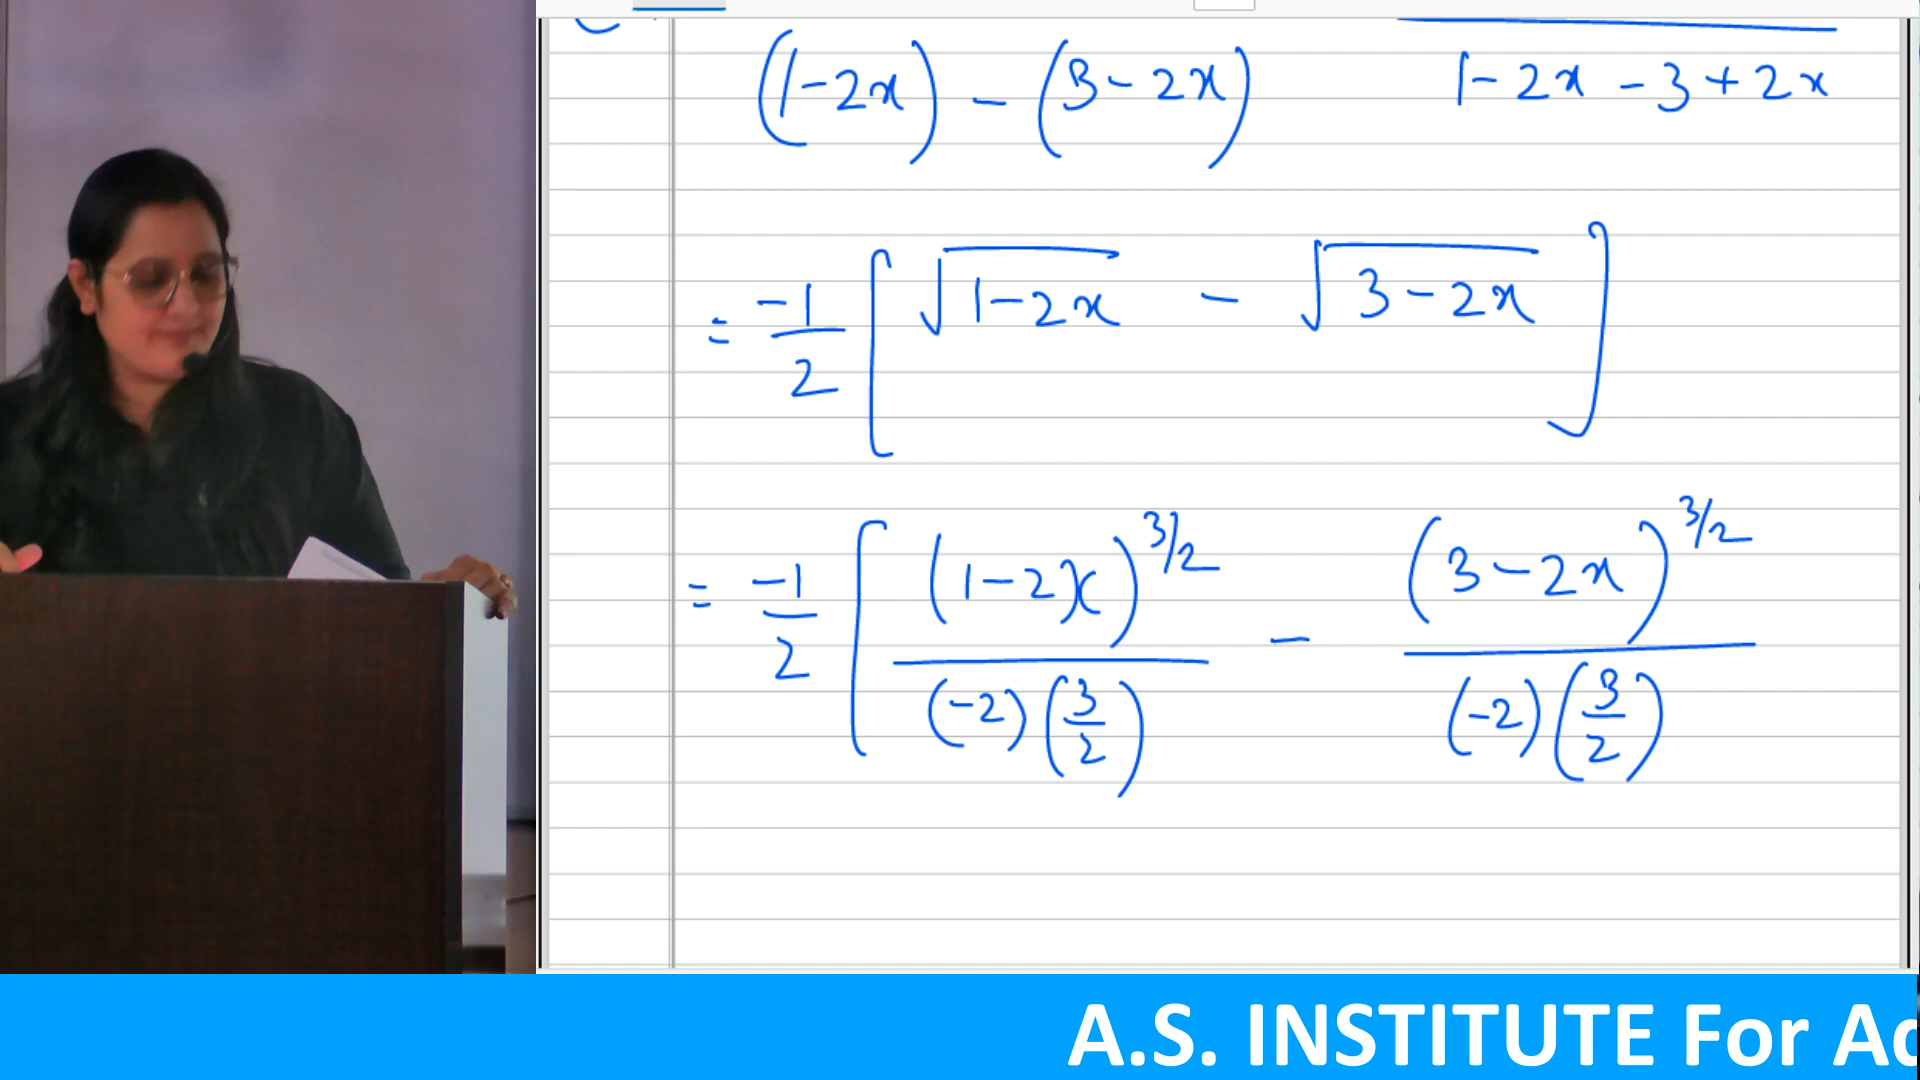 (1-2x) - (3-2x)    1-2x-3+2x
= -1/2 [ √(1-2x) - √(3-2x) ]
= -1/2 [ (1-2x)^3/2 / (-2)(3/2) - (3-2x)^3/2 / (-2)(3/2)
A.S. INSTITUTE For